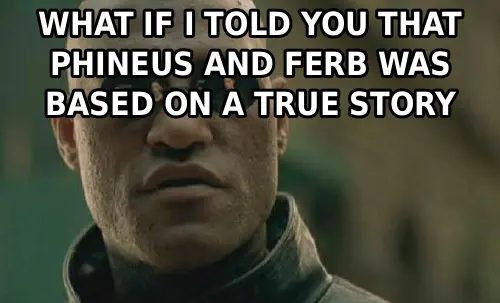 WHAT IF I TOLD YOU THAT
PHINEUS AND FERB WAS
BASED ON A TRUE STORY